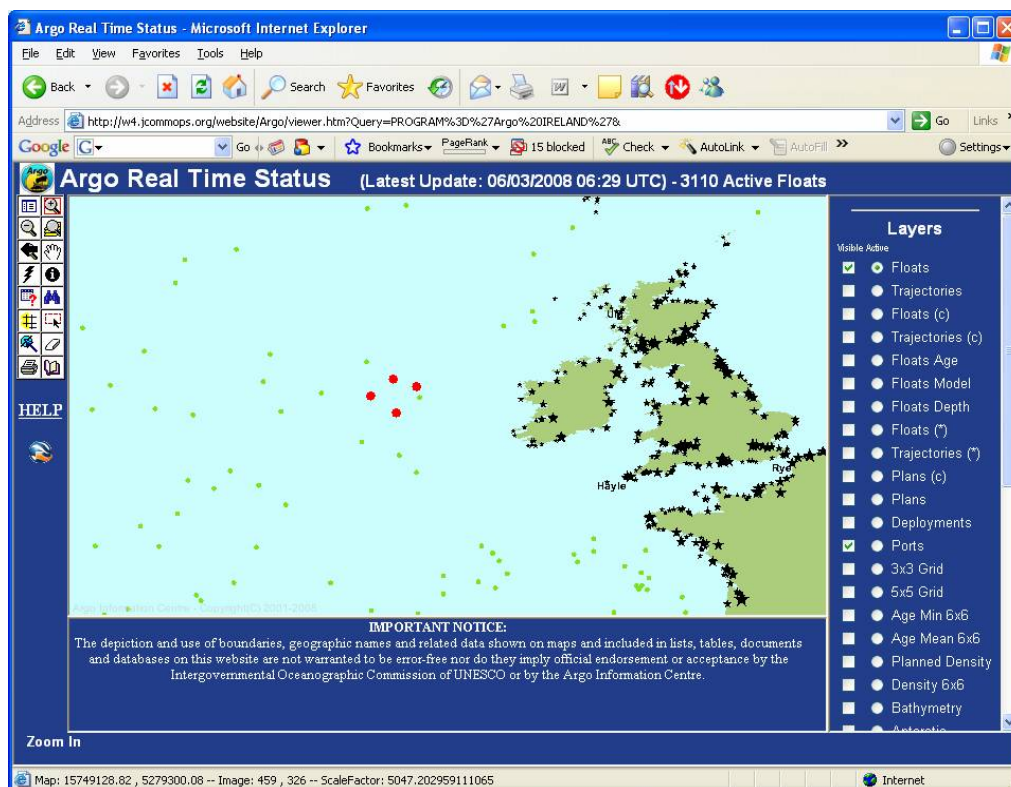 Argo Real Time Status - Microsoft Internet Explorer
File Edit View Favorites Tools Help
Back Search Favorites
Address http://w4.jcommops.org/website/Argo/viewer.htm?Query=PROGRAM%3D%27Argo%20IRELAND%27& Go Links
Google G Go Bookmarks PageRank 15 blocked ABC Check AutoLink AutoFill Settings
Argo
Argo Real Time Status (Latest Update: 06/03/2008 06:29 UTC) - 3110 Active Floats
Layers
Visible Active
Floats
Trajectories
Floats (c)
Trajectories (c)
Floats Age
Floats Model
Floats Depth
Floats (*)
Trajectories (*)
Plans (c)
Plans
Deployments
Ports
3x3 Grid
5x5 Grid
Age Min 6x6
Age Mean 6x6
Planned Density
Density 6x6
Bathymetry
HELP
Rye
Hayle
Argo Information Centre - Copyright(C) 2001-2008
IMPORTANT NOTICE:
The depiction and use of boundaries, geographic names and related data shown on maps and included in lists, tables, documents
and databases on this website are not warranted to be error-free nor do they imply official endorsement or acceptance by the
Intergovernmental Oceanographic Commission of UNESCO or by the Argo Information Centre.
Zoom In
Map: 15749128.82 , 5279300.08 -- Image: 459 , 326 -- ScaleFactor: 5047.202959111065
Internet